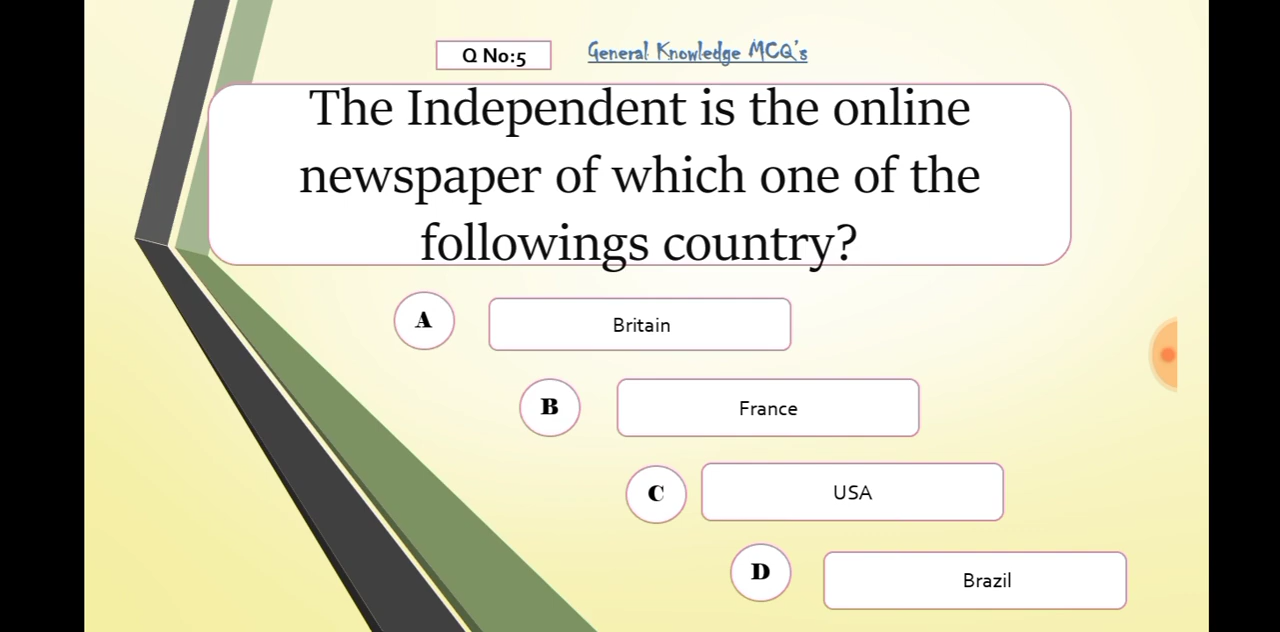 Q No:5
General Knowledge MCQ's
The Independent is the online
newspaper of which one of the
followings country?
A
Britain
B
France
C
USA
D
Brazil